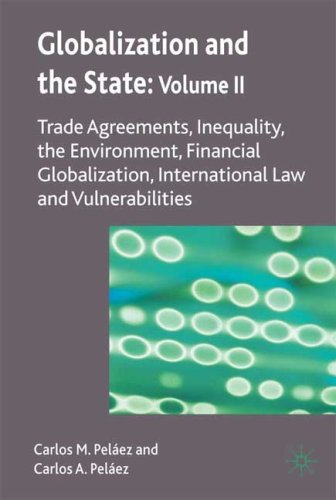 Globalization and
the State: Volume II
Trade Agreements, Inequality,
the Environment, Financial
Globalization, International Law
and Vulnerabilities
Carlos M. Peláez and
Carlos A. Peláez